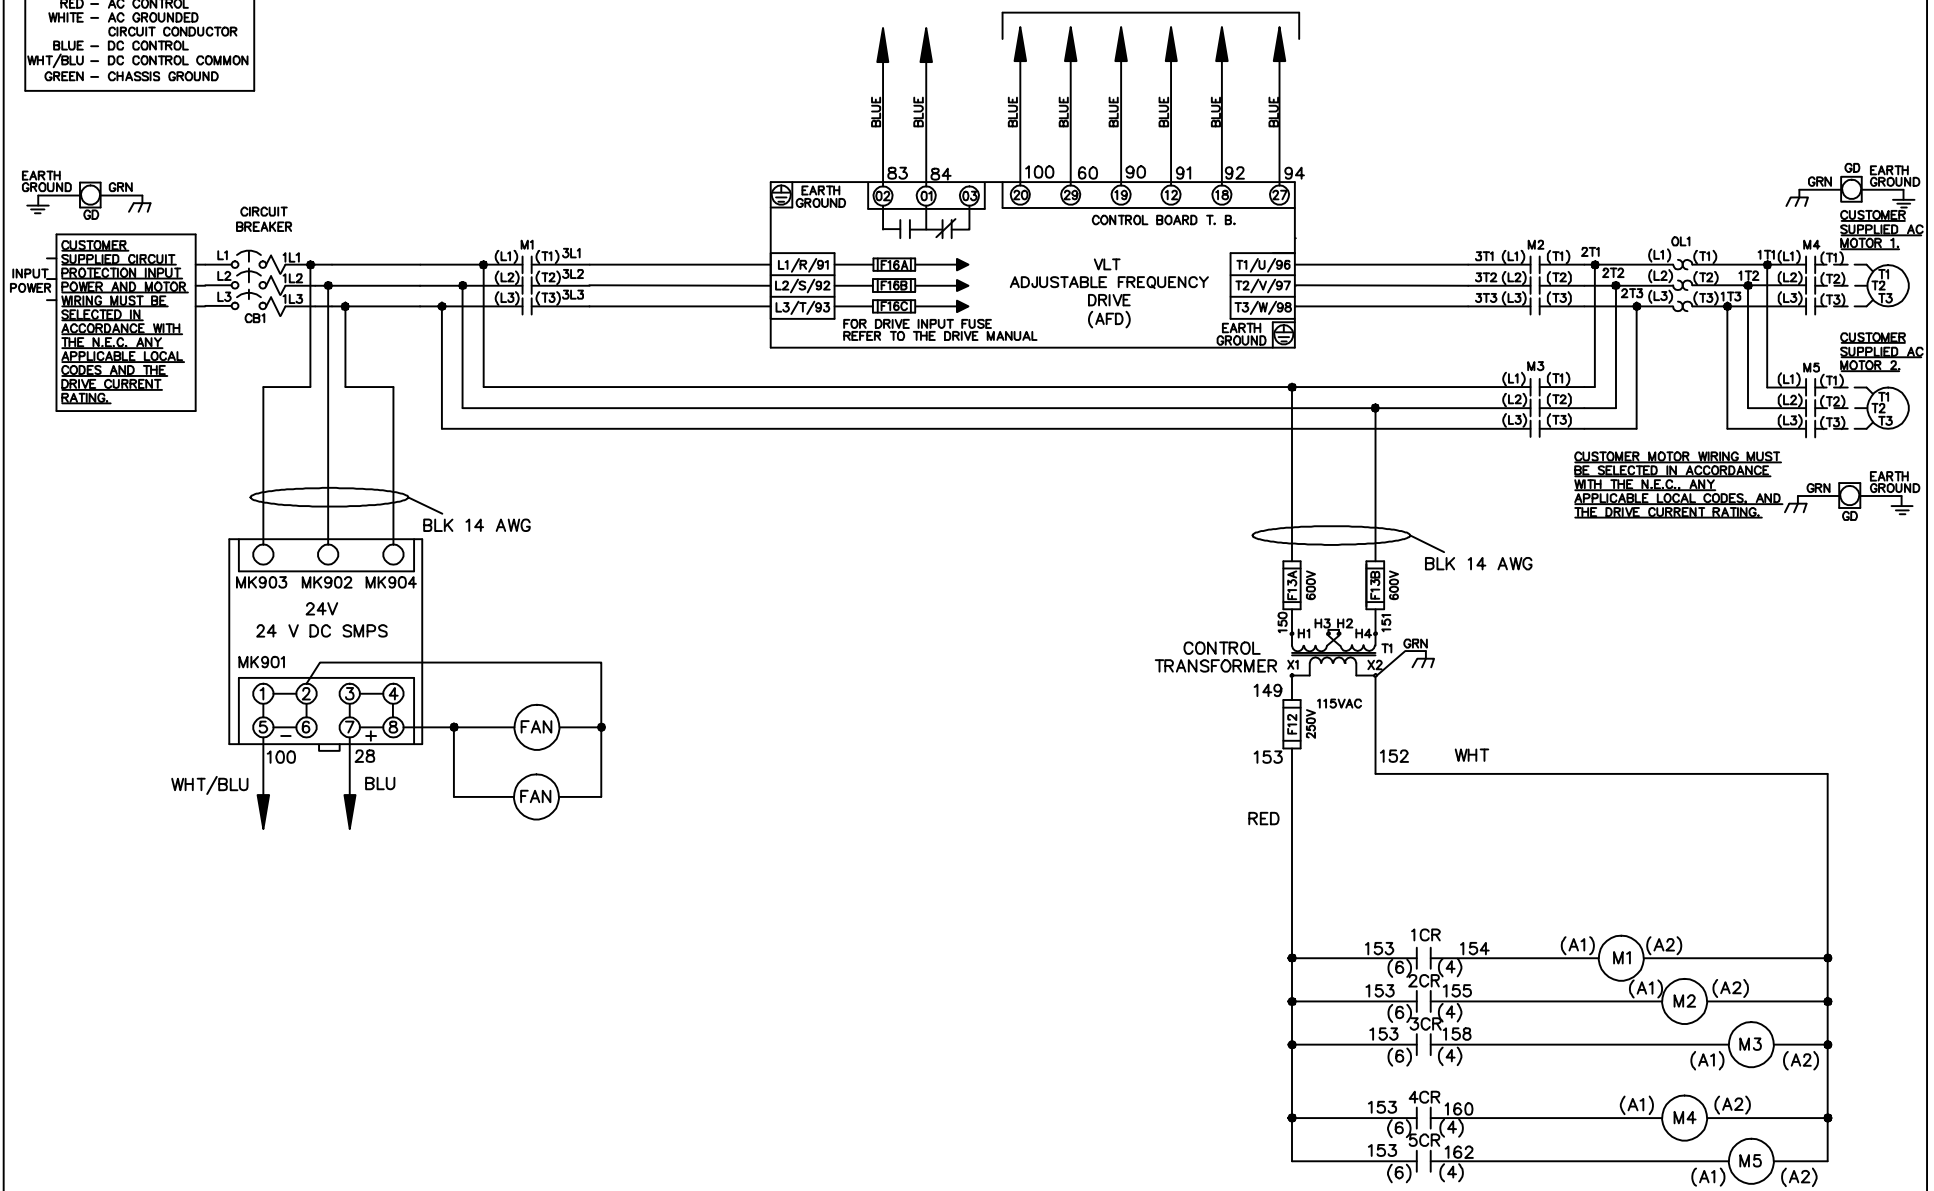 RED – AC CONTROL
WHITE – AC GROUNDED
CIRCUIT CONDUCTOR
BLUE – DC CONTROL
WHT/BLU – DC CONTROL COMMON
GREEN – CHASSIS GROUND
BLUE
BLUE
BLUE
BLUE
BLUE
BLUE
BLUE
BLUE
83
84
100
60
90
91
92
94
EARTH
GROUND
GRN
GD
EARTH
GROUND
02
01
03
20
29
19
12
18
27
CONTROL BOARD T. B.
GRN
GD
EARTH
GROUND
CIRCUIT
BREAKER
CUSTOMER
SUPPLIED CIRCUIT
PROTECTION INPUT
POWER AND MOTOR
WIRING MUST BE
SELECTED IN
ACCORDANCE WITH
THE N.E.C. ANY
APPLICABLE LOCAL
CODES AND THE
DRIVE CURRENT
RATING.
INPUT
POWER
L1
L2
L3
1L1
1L2
1L3
CB1
M1
(L1) (T1) 3L1
(L2) (T2) 3L2
(L3) (T3) 3L3
L1/R/91
L2/S/92
L3/T/93
F16A
F16B
F16C
FOR DRIVE INPUT FUSE
REFER TO THE DRIVE MANUAL
VLT
ADJUSTABLE FREQUENCY
DRIVE
(AFD)
T1/U/96
T2/V/97
T3/W/98
EARTH
GROUND
M2
3T1 (L1) (T1)
3T2 (L2) (T2)
3T3 (L3) (T3)
2T1
2T2
2T3
OL1
(L1) (T1)
(L2) (T2)
(L3) (T3)
1T1
1T2
1T3
M4
(L1) (T1)
(L2) (T2)
(L3) (T3)
CUSTOMER
SUPPLIED AC
MOTOR 1.
T1
T2
T3
M3
(L1) (T1)
(L2) (T2)
(L3) (T3)
M5
(L1) (T1)
(L2) (T2)
(L3) (T3)
CUSTOMER
SUPPLIED AC
MOTOR 2.
T1
T2
T3
CUSTOMER MOTOR WIRING MUST
BE SELECTED IN ACCORDANCE
WITH THE N.E.C., ANY
APPLICABLE LOCAL CODES, AND
THE DRIVE CURRENT RATING.
GRN
GD
EARTH
GROUND
BLK 14 AWG
MK903 MK902 MK904
24V
24 V DC SMPS
MK901
1
2
3
4
5
–
6
7
+
8
100
28
WHT/BLU
BLU
FAN
FAN
BLK 14 AWG
F13A
600V
F13B
600V
150
151
H1
H3
H2
H4
T1
GRN
CONTROL
TRANSFORMER
X1
X2
149
115VAC
F12
250V
153
152
WHT
RED
1CR
153
154
(6)
(4)
(A1)
M1
(A2)
2CR
153
155
(6)
(4)
(A1)
M2
(A2)
3CR
153
158
(6)
(4)
(A1)
M3
(A2)
4CR
153
160
(6)
(4)
(A1)
M4
(A2)
5CR
153
162
(6)
(4)
(A1)
M5
(A2)